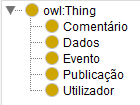 owl:Thing
Comentário
Dados
Evento
Publicação
Utilizador